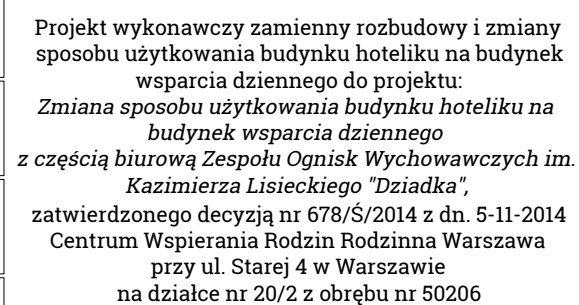 Projekt wykonawczy zamienny rozbudowy i zmiany
sposobu użytkowania budynku hoteliku na budynek
wsparcia dziennego do projektu:
Zmiana sposobu użytkowania budynku hoteliku na
budynek wsparcia dziennego
z częścią biurową Zespołu Ognisk Wychowawczych im.
Kazimierza Lisieckiego "Dziadka",
zatwierdzonego decyzją nr 678/Ś/2014 z dn. 5-11-2014
Centrum Wspierania Rodzin Rodzinna Warszawa
przy ul. Starej 4 w Warszawie
na działce nr 20/2 z obrębu nr 50206